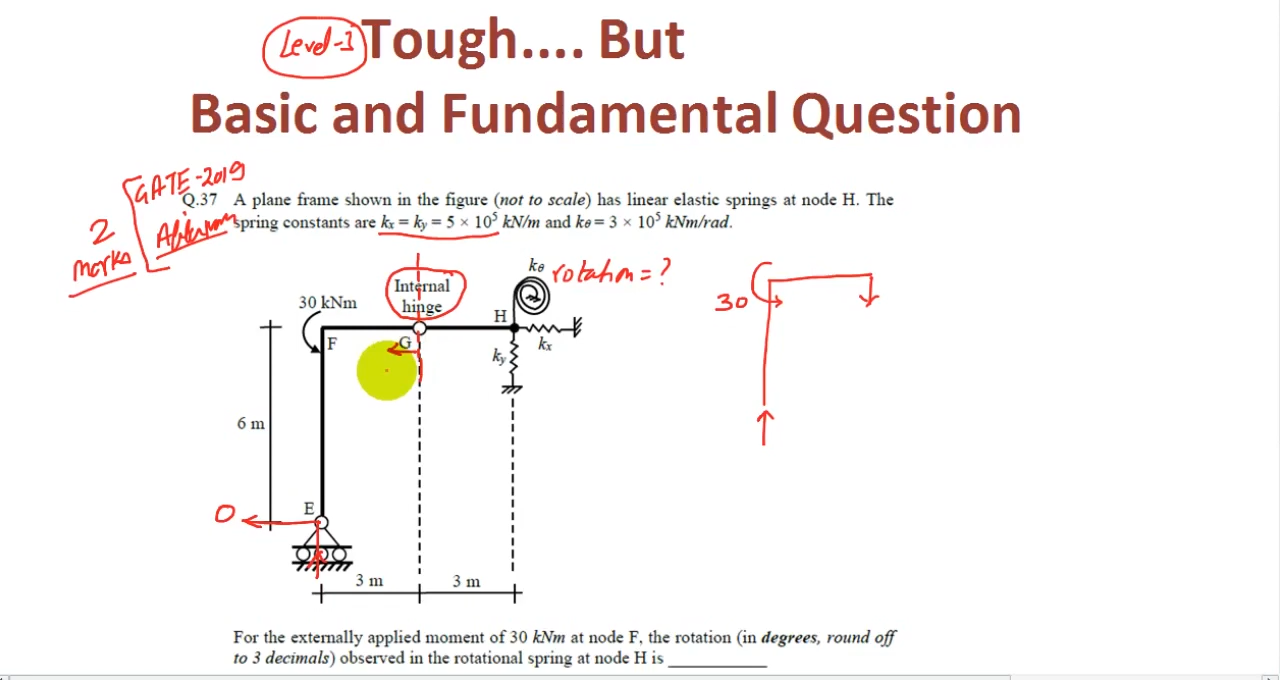 Level-1 Tough.... But
Basic and Fundamental Question
GATE-2019
Afternoon
2
marks
Q.37 A plane frame shown in the figure (not to scale) has linear elastic springs at node H. The
spring constants are kx = ky = 5 × 10⁵ kN/m and kθ = 3 × 10⁵ kNm/rad.
kθ rotation = ?
Internal
hinge
30 kNm
H
F
G
kx
ky
30
6 m
E
0
3 m
3 m
For the externally applied moment of 30 kNm at node F, the rotation (in degrees, round off
to 3 decimals) observed in the rotational spring at node H is